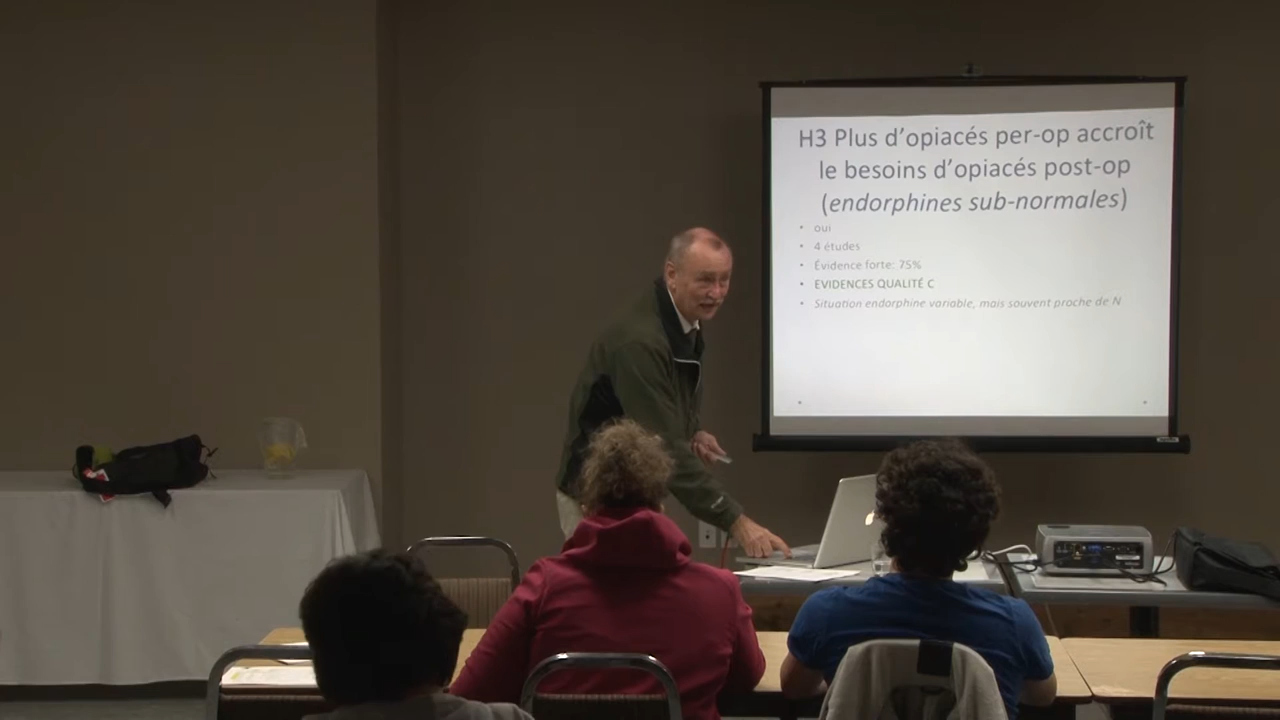 H3 Plus d’opiacés per-op accroît
le besoins d’opiacés post-op
(endorphines sub-normales)
• oui
• 4 études
• Évidence forte: 75%
• EVIDENCES QUALITÉ C
• Situation endorphine variable, mais souvent proche de N